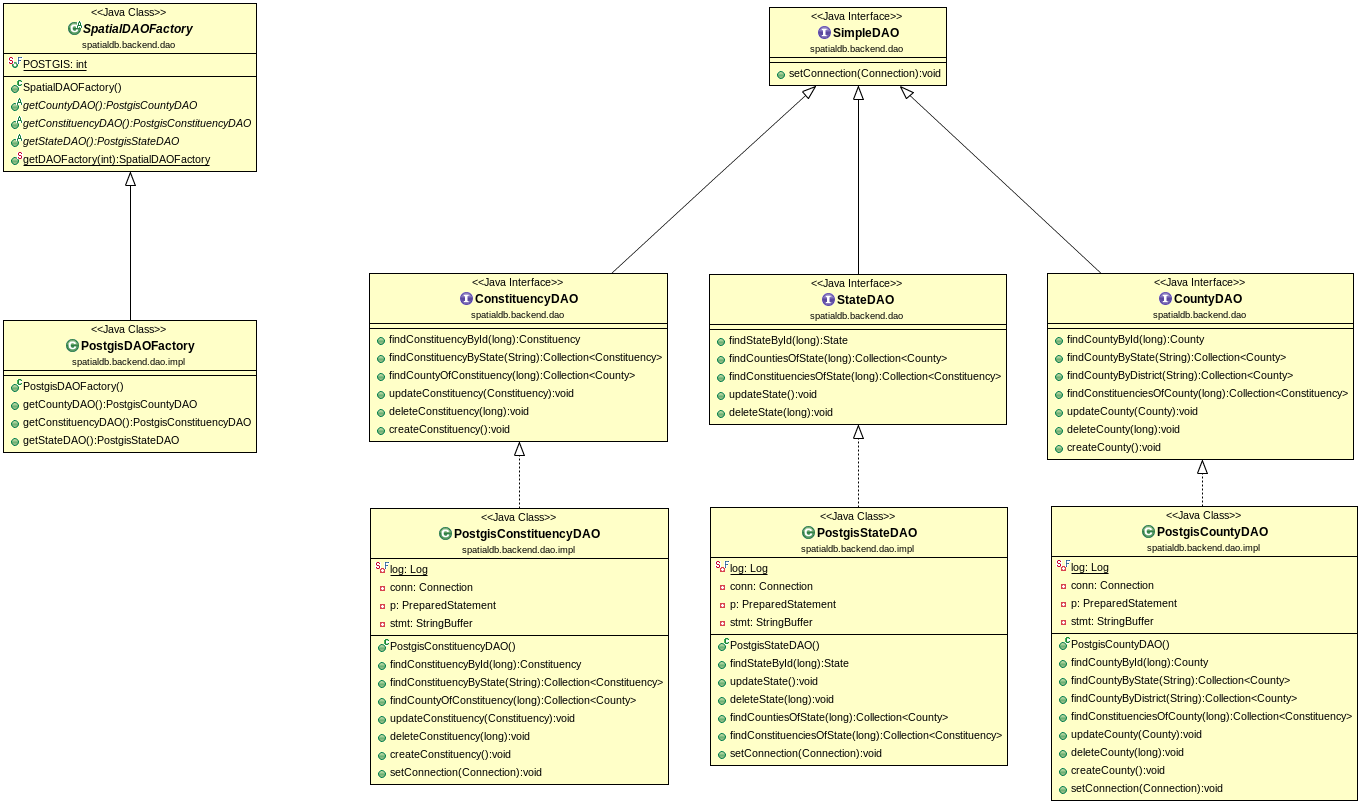 <<Java Class>>
SpatialDAOFactory
spatialdb.backend.dao
POSTGIS: int
SpatialDAOFactory()
getCountyDAO():PostgisCountyDAO
getConstituencyDAO():PostgisConstituencyDAO
getStateDAO():PostgisStateDAO
getDAOFactory(int):SpatialDAOFactory
<<Java Interface>>
SimpleDAO
spatialdb.backend.dao
setConnection(Connection):void
<<Java Class>>
PostgisDAOFactory
spatialdb.backend.dao.impl
PostgisDAOFactory()
getCountyDAO():PostgisCountyDAO
getConstituencyDAO():PostgisConstituencyDAO
getStateDAO():PostgisStateDAO
<<Java Interface>>
ConstituencyDAO
spatialdb.backend.dao
findConstituencyById(long):Constituency
findConstituencyByState(String):Collection<Constituency>
findCountyOfConstituency(long):Collection<County>
updateConstituency(Constituency):void
deleteConstituency(long):void
createConstituency():void
<<Java Interface>>
StateDAO
spatialdb.backend.dao
findStateById(long):State
findCountiesOfState(long):Collection<County>
findConstituenciesOfState(long):Collection<Constituency>
updateState():void
deleteState(long):void
<<Java Interface>>
CountyDAO
spatialdb.backend.dao
findCountyById(long):County
findCountyByState(String):Collection<County>
findCountyByDistrict(String):Collection<County>
findConstituenciesOfCounty(long):Collection<Constituency>
updateCounty(County):void
deleteCounty(long):void
createCounty():void
<<Java Class>>
PostgisConstituencyDAO
spatialdb.backend.dao.impl
log: Log
conn: Connection
p: PreparedStatement
stmt: StringBuffer
PostgisConstituencyDAO()
findConstituencyById(long):Constituency
findConstituencyByState(String):Collection<Constituency>
findCountyOfConstituency(long):Collection<County>
updateConstituency(Constituency):void
deleteConstituency(long):void
createConstituency():void
setConnection(Connection):void
<<Java Class>>
PostgisStateDAO
spatialdb.backend.dao.impl
log: Log
conn: Connection
p: PreparedStatement
stmt: StringBuffer
PostgisStateDAO()
findStateById(long):State
updateState():void
deleteState(long):void
findCountiesOfState(long):Collection<County>
findConstituenciesOfState(long):Collection<Constituency>
setConnection(Connection):void
<<Java Class>>
PostgisCountyDAO
spatialdb.backend.dao.impl
log: Log
conn: Connection
p: PreparedStatement
stmt: StringBuffer
PostgisCountyDAO()
findCountyById(long):County
findCountyByState(String):Collection<County>
findCountyByDistrict(String):Collection<County>
findConstituenciesOfCounty(long):Collection<Constituency>
updateCounty(County):void
deleteCounty(long):void
createCounty():void
setConnection(Connection):void